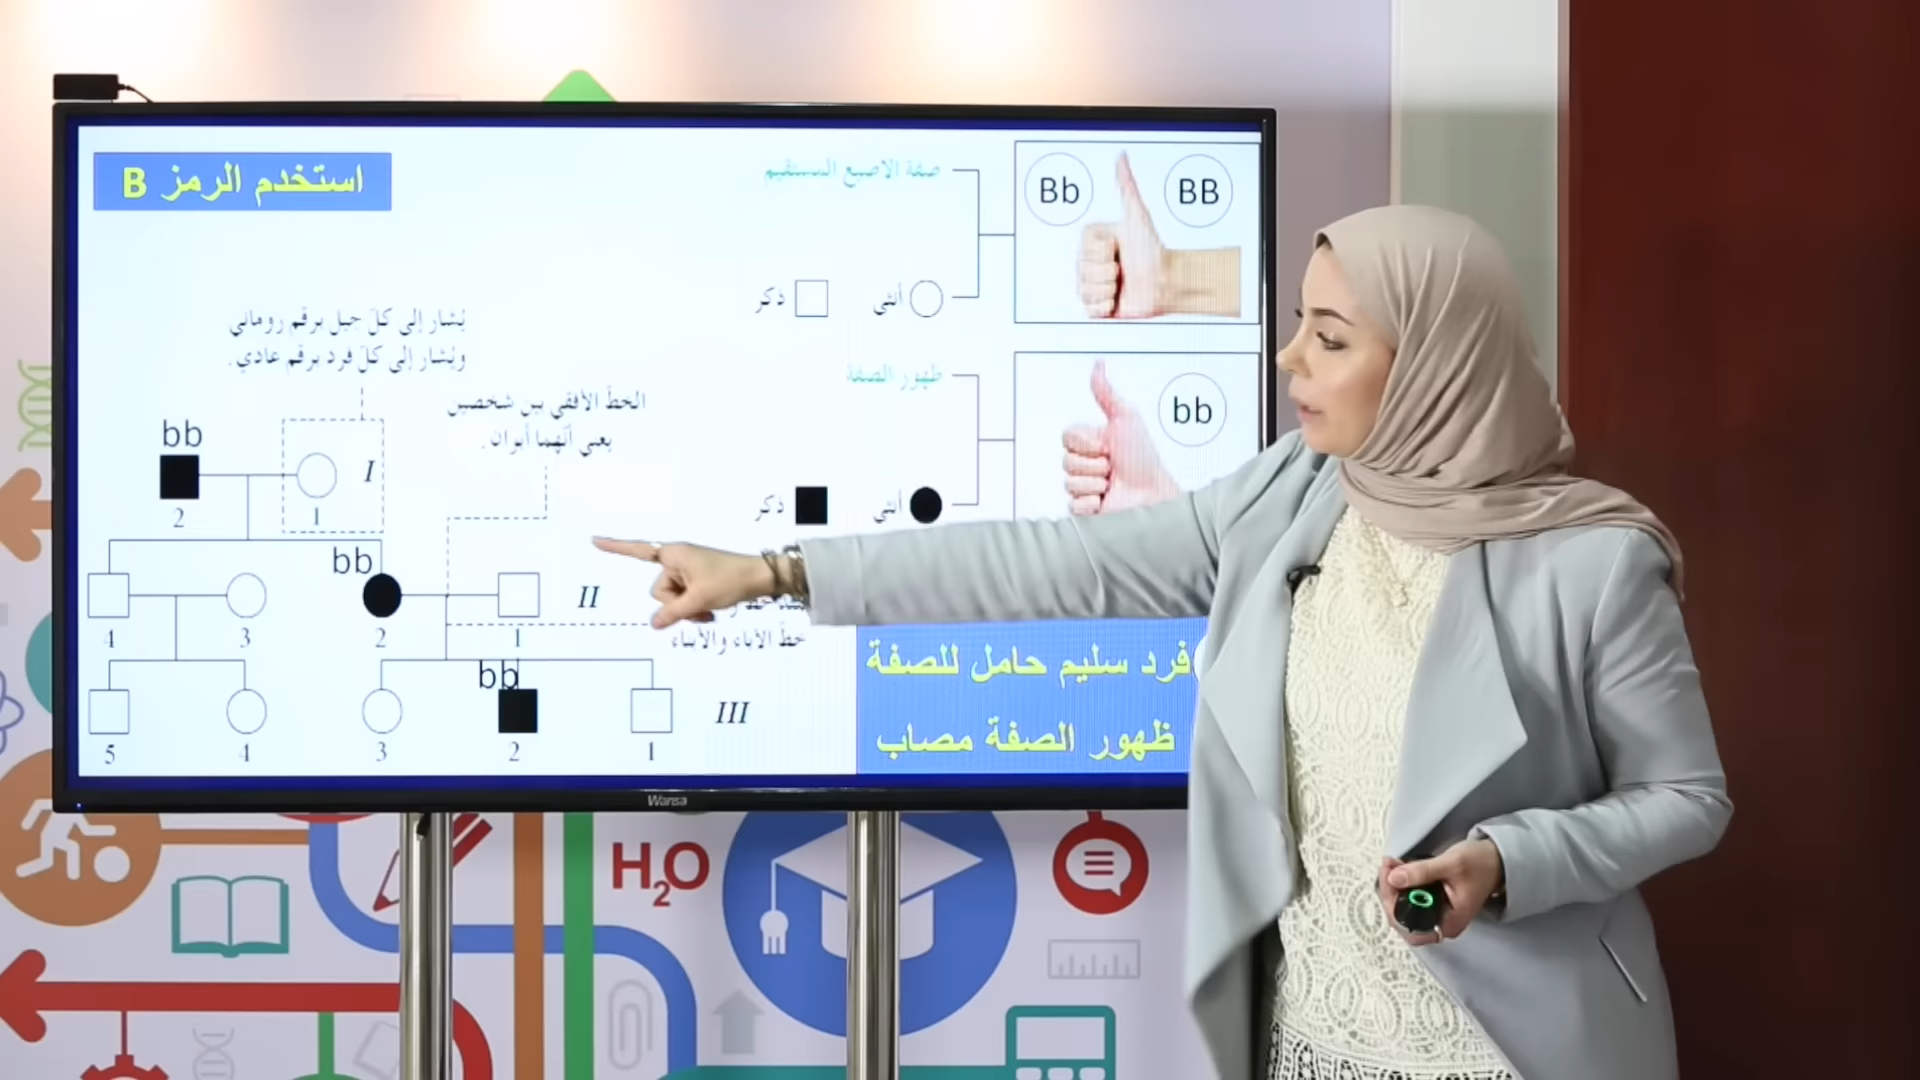 استخدم الرمز B
صفة الاصبع المستقيم
Bb
BB
ذكر
أنثى
يُشار إلى كلّ جيل برقم روماني
ويُشار إلى كلّ فرد برقم عادي.
ظهور الصفة
bb
الخطّ الأفقي بين شخصين
يعني أنّهما أبوان.
ذكر
أنثى
bb
I
2
1
bb
II
4
3
2
1
خطّ الآباء والأبناء
فرد سليم حامل للصفة
ظهور الصفة مصاب
bb
III
5
4
3
2
1
Wansa
H2O